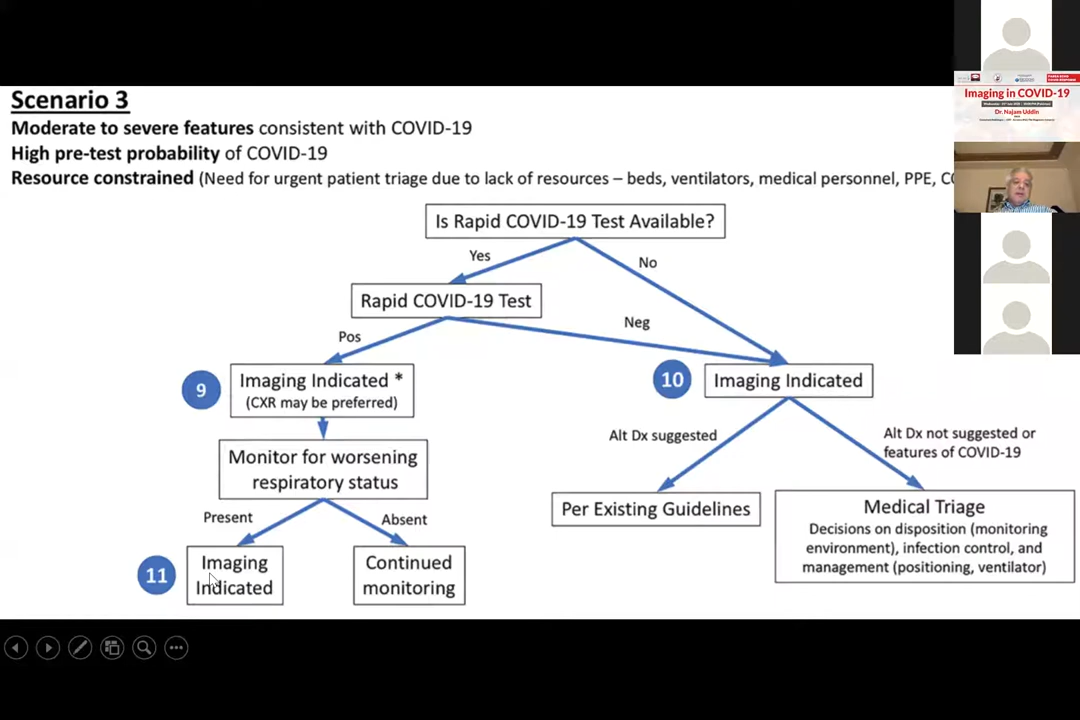 Scenario 3
Moderate to severe features consistent with COVID-19
High pre-test probability of COVID-19
Resource constrained (Need for urgent patient triage due to lack of resources – beds, ventilators, medical personnel, PPE,
Is Rapid COVID-19 Test Available?
Yes
No
Rapid COVID-19 Test
Pos
Neg
9
Imaging Indicated *
(CXR may be preferred)
10
Imaging Indicated
Monitor for worsening
respiratory status
Alt Dx suggested
Alt Dx not suggested or
features of COVID-19
Present
Absent
Per Existing Guidelines
Medical Triage
Decisions on disposition (monitoring
environment), infection control, and
management (positioning, ventilator)
11
Imaging
Indicated
Continued
monitoring
Imaging in COVID-19
Dr. Najam Uddin